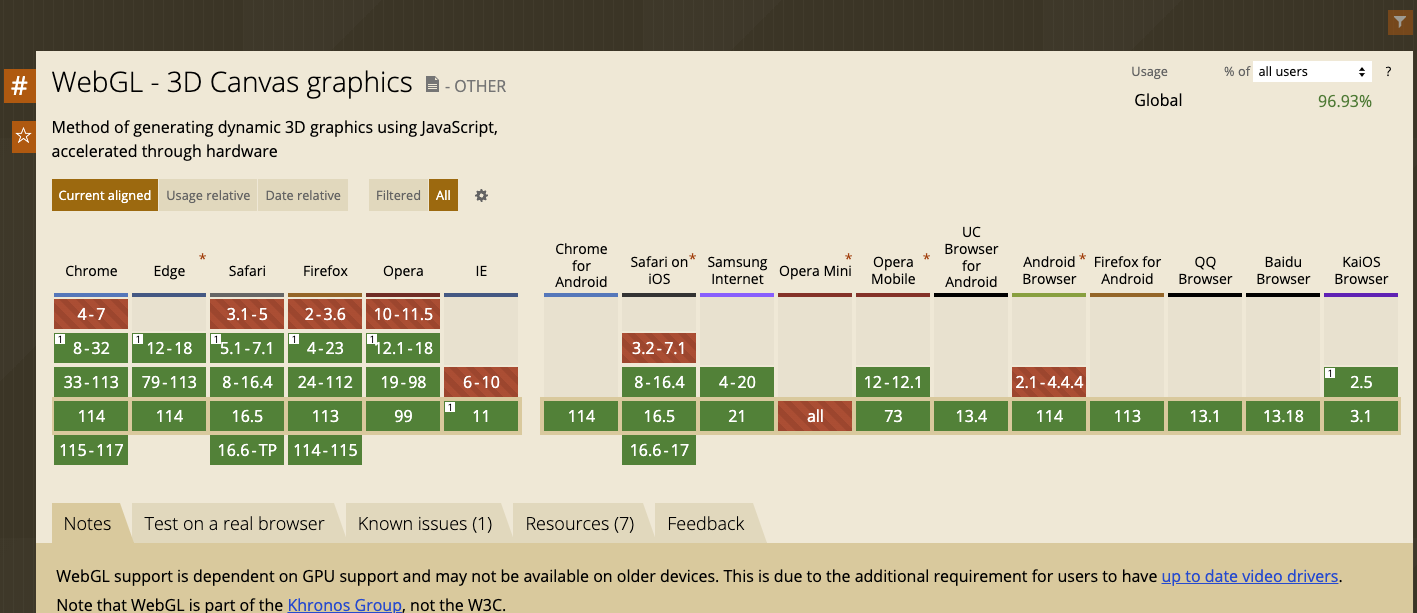 #
WebGL - 3D Canvas graphics - OTHER
Usage % of all users ?
Global 96.93%
Method of generating dynamic 3D graphics using JavaScript,
accelerated through hardware
Current aligned Usage relative Date relative Filtered All
Chrome Edge * Safari Firefox Opera IE
Chrome for Android Safari on iOS * Samsung Internet Opera Mini * Opera Mobile * UC Browser for Android Android Browser * Firefox for Android QQ Browser Baidu Browser KaiOS Browser
4-7 3.1-5 2-3.6 10-11.5
1 8-32 1 12-18 1 5.1-7.1 1 4-23 1 12.1-18 3.2-7.1
33-113 79-113 8-16.4 24-112 19-98 6-10 8-16.4 4-20 12-12.1 2.1-4.4.4 1 2.5
114 114 16.5 113 99 1 11 114 16.5 21 all 73 13.4 114 113 13.1 13.18 3.1
115-117 16.6-TP 114-115 16.6-17
Notes Test on a real browser Known issues (1) Resources (7) Feedback
WebGL support is dependent on GPU support and may not be available on older devices. This is due to the additional requirement for users to have up to date video drivers.
Note that WebGL is part of the Khronos Group, not the W3C.